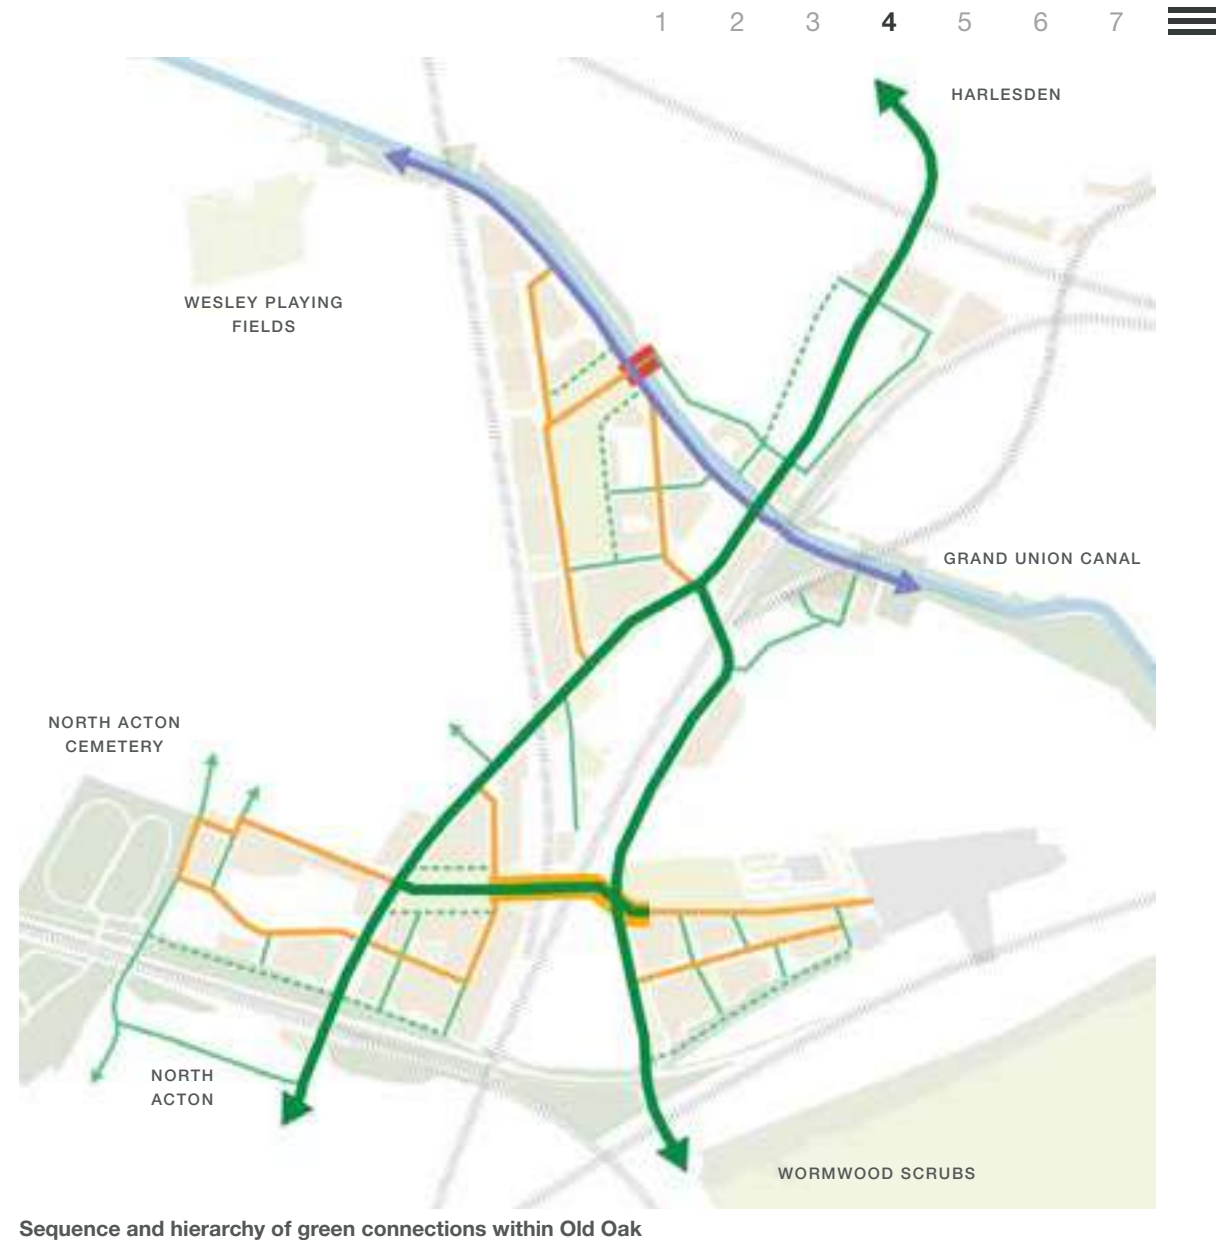 1 2 3 4 5 6 7
HARLESDEN
WESLEY PLAYING
FIELDS
GRAND UNION CANAL
NORTH ACTON
CEMETERY
NORTH
ACTON
WORMWOOD SCRUBS
Sequence and hierarchy of green connections within Old Oak